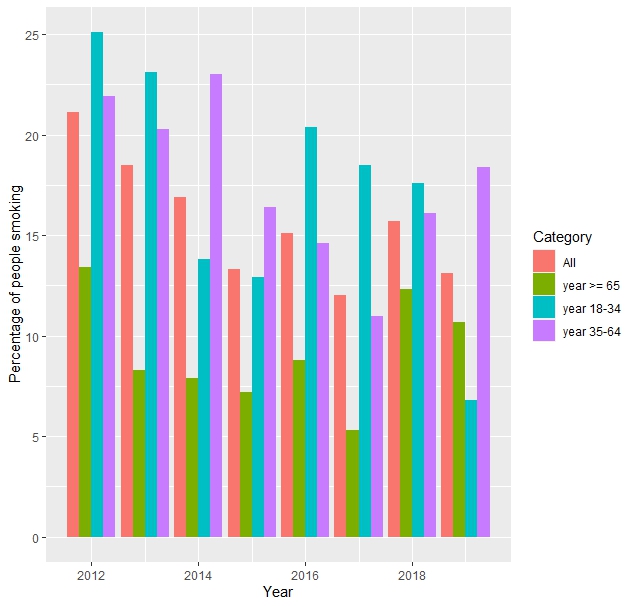 Percentage of people smoking
25
20
15
10
5
0
2012 2014 2016 2018
Year
Category
All
year >= 65
year 18-34
year 35-64